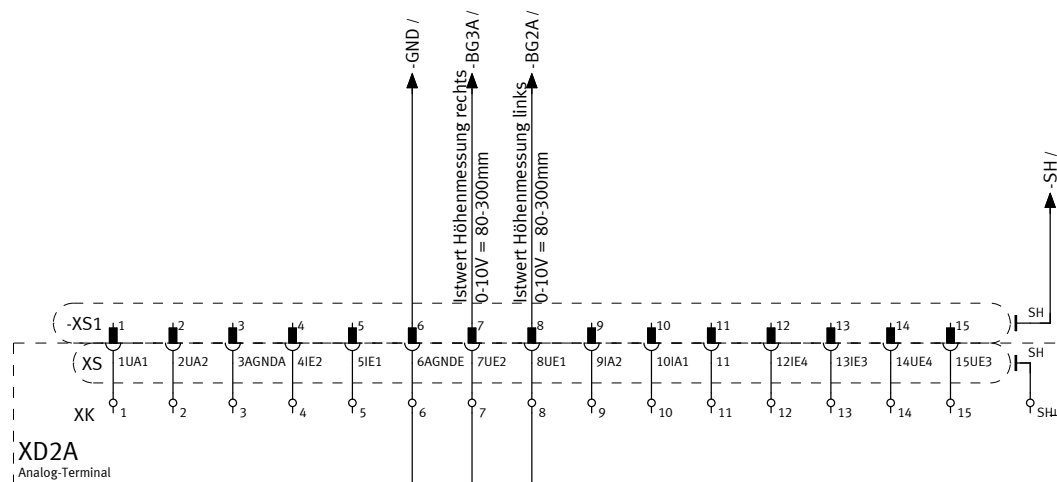 -GND /
-BG3A /
-BG2A /
Istwert Höhenmessung rechts
0-10V = 80-300mm
Istwert Höhenmessung links
0-10V = 80-300mm
-SH /
-XS1
1 2 3 4 5 6 7 8 9 10 11 12 13 14 15 SH
XS
1UA1 2UA2 3AGNDA 4IE2 5IE1 6AGNDE 7UE2 8UE1 9IA2 10IA1 11 12IE4 13IE3 14UE4 15UE3 SH
XK
1 2 3 4 5 6 7 8 9 10 11 12 13 14 15 SH
XD2A
Analog-Terminal